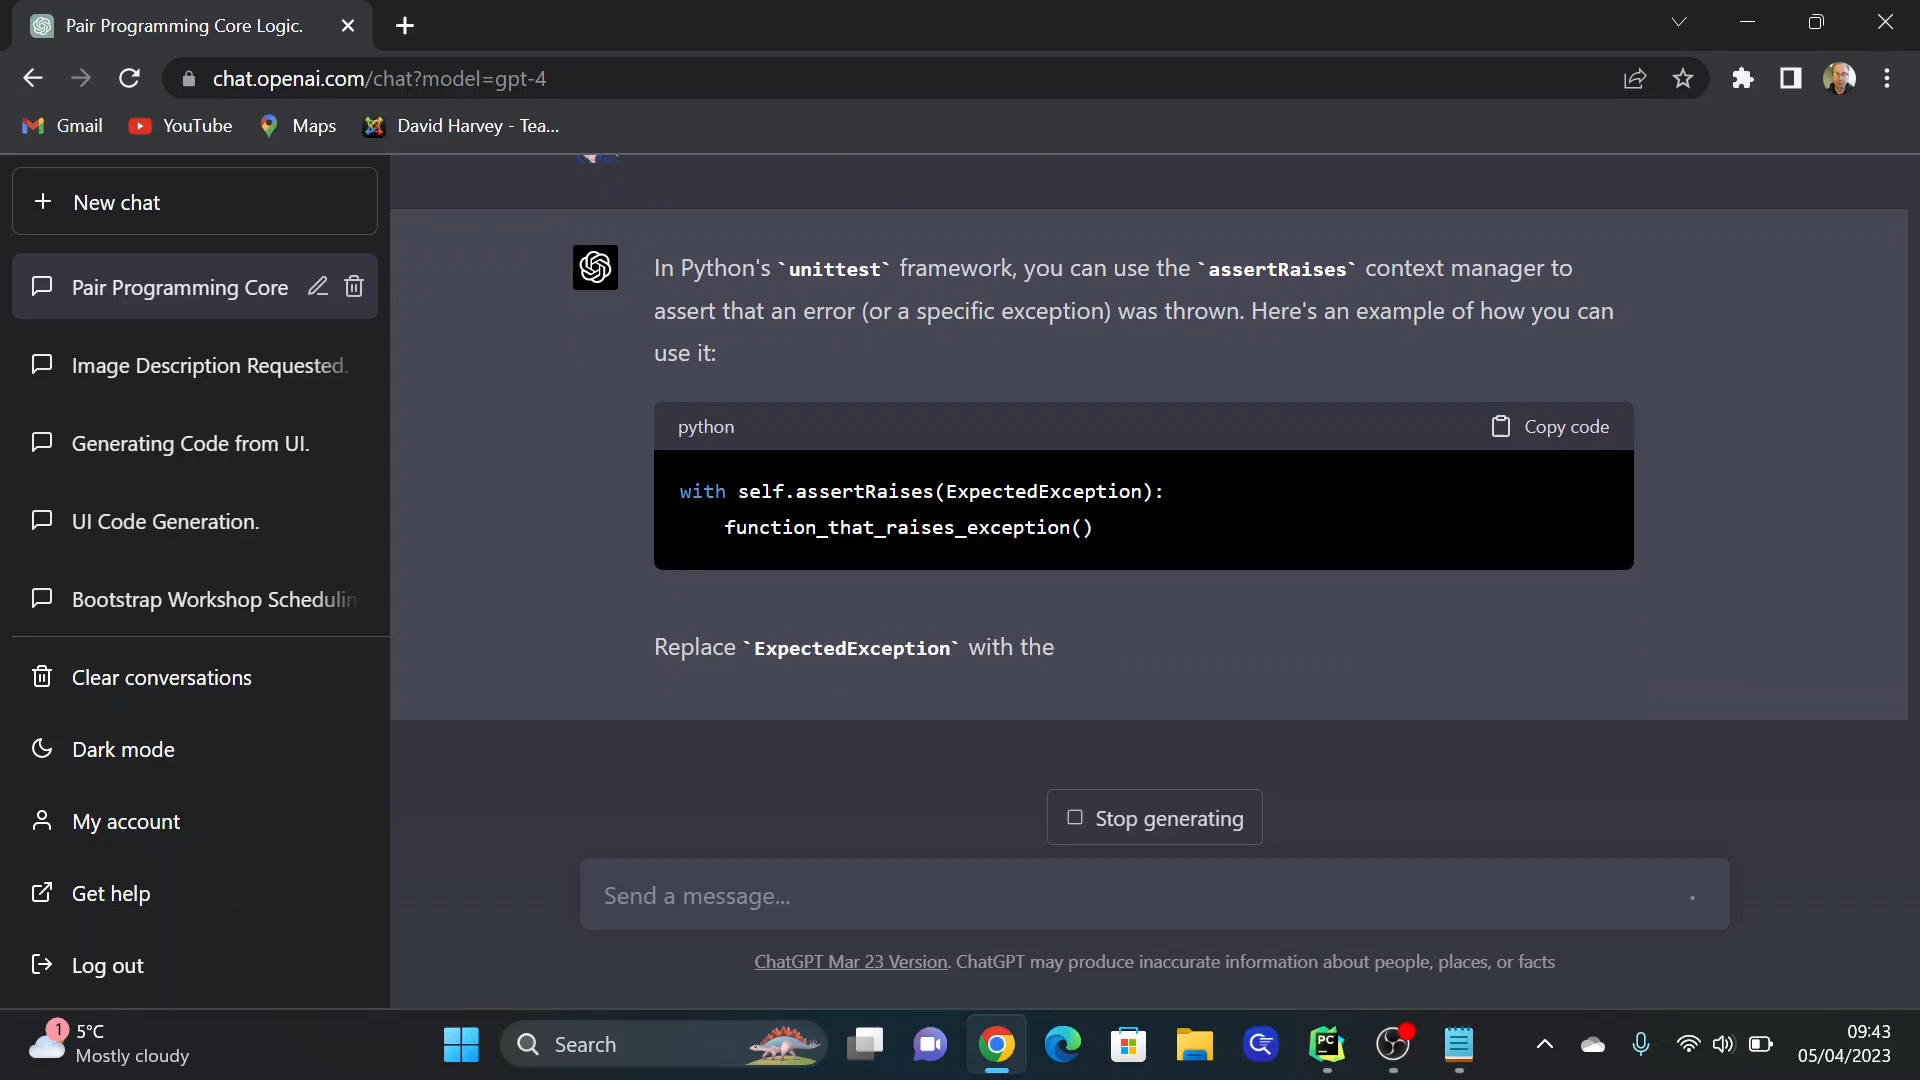 Pair Programming Core Logic.
chat.openai.com/chat?model=gpt-4
Gmail
YouTube
Maps
David Harvey - Tea...
New chat
Pair Programming Core
Image Description Requested.
Generating Code from UI.
UI Code Generation.
Bootstrap Workshop Schedulin
Clear conversations
Dark mode
My account
Get help
Log out
In Python's `unittest` framework, you can use the `assertRaises` context manager to
assert that an error (or a specific exception) was thrown. Here's an example of how you can
use it:
python
Copy code
with self.assertRaises(ExpectedException):
function_that_raises_exception()
Replace `ExpectedException` with the
Stop generating
Send a message...
ChatGPT Mar 23 Version. ChatGPT may produce inaccurate information about people, places, or facts
1
5°C
Mostly cloudy
Search
PC
09:43
05/04/2023